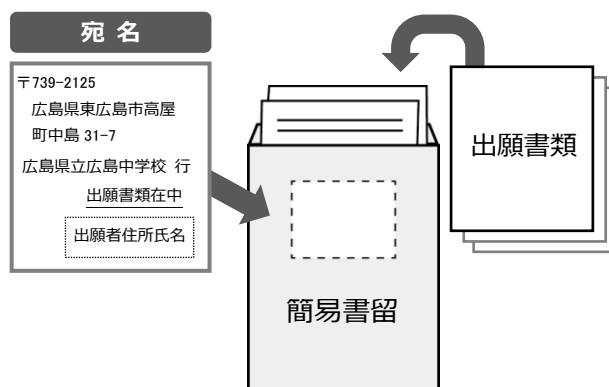 宛名
〒739-2125
広島県東広島市高屋
町中島 31-7
広島県立広島中学校 行
出願書類在中
出願者住所氏名
出願書類
簡易書留